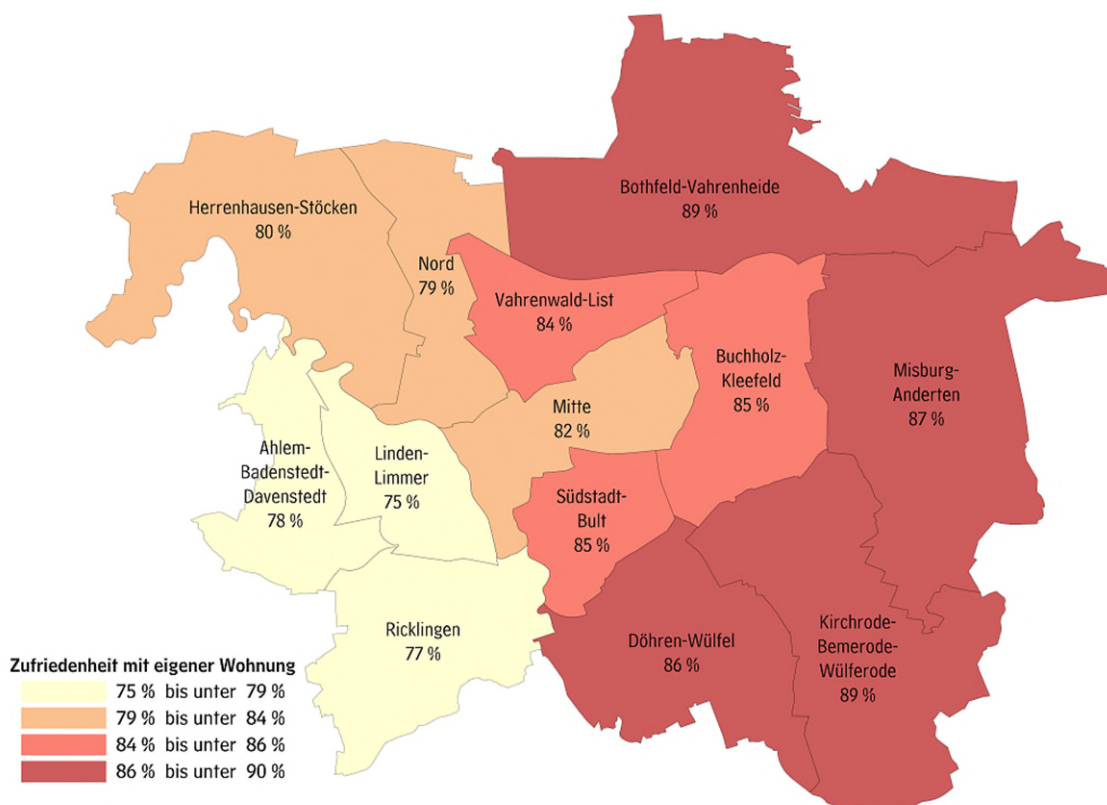 Bothfeld-Vahrenheide
89 %
Herrenhausen-Stöcken
80 %
Nord
79 %
Vahrenwald-List
84 %
Buchholz-
Kleefeld
85 %
Misburg-
Anderten
87 %
Mitte
82 %
Ahlem-
Badenstedt-
Davenstedt
78 %
Linden-
Limmer
75 %
Südstadt-
Bult
85 %
Ricklingen
77 %
Döhren-Wülfel
86 %
Kirchrode-
Bemerode-
Wülferode
89 %
Zufriedenheit mit eigener Wohnung
75 % bis unter 79 %
79 % bis unter 84 %
84 % bis unter 86 %
86 % bis unter 90 %